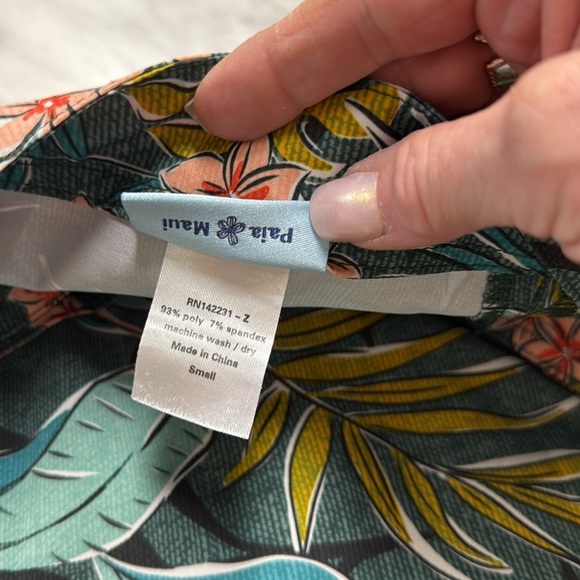 Paia Maui
RN142231 - Z
93% poly 7% spandex
machine wash / dry
Made in China
Small